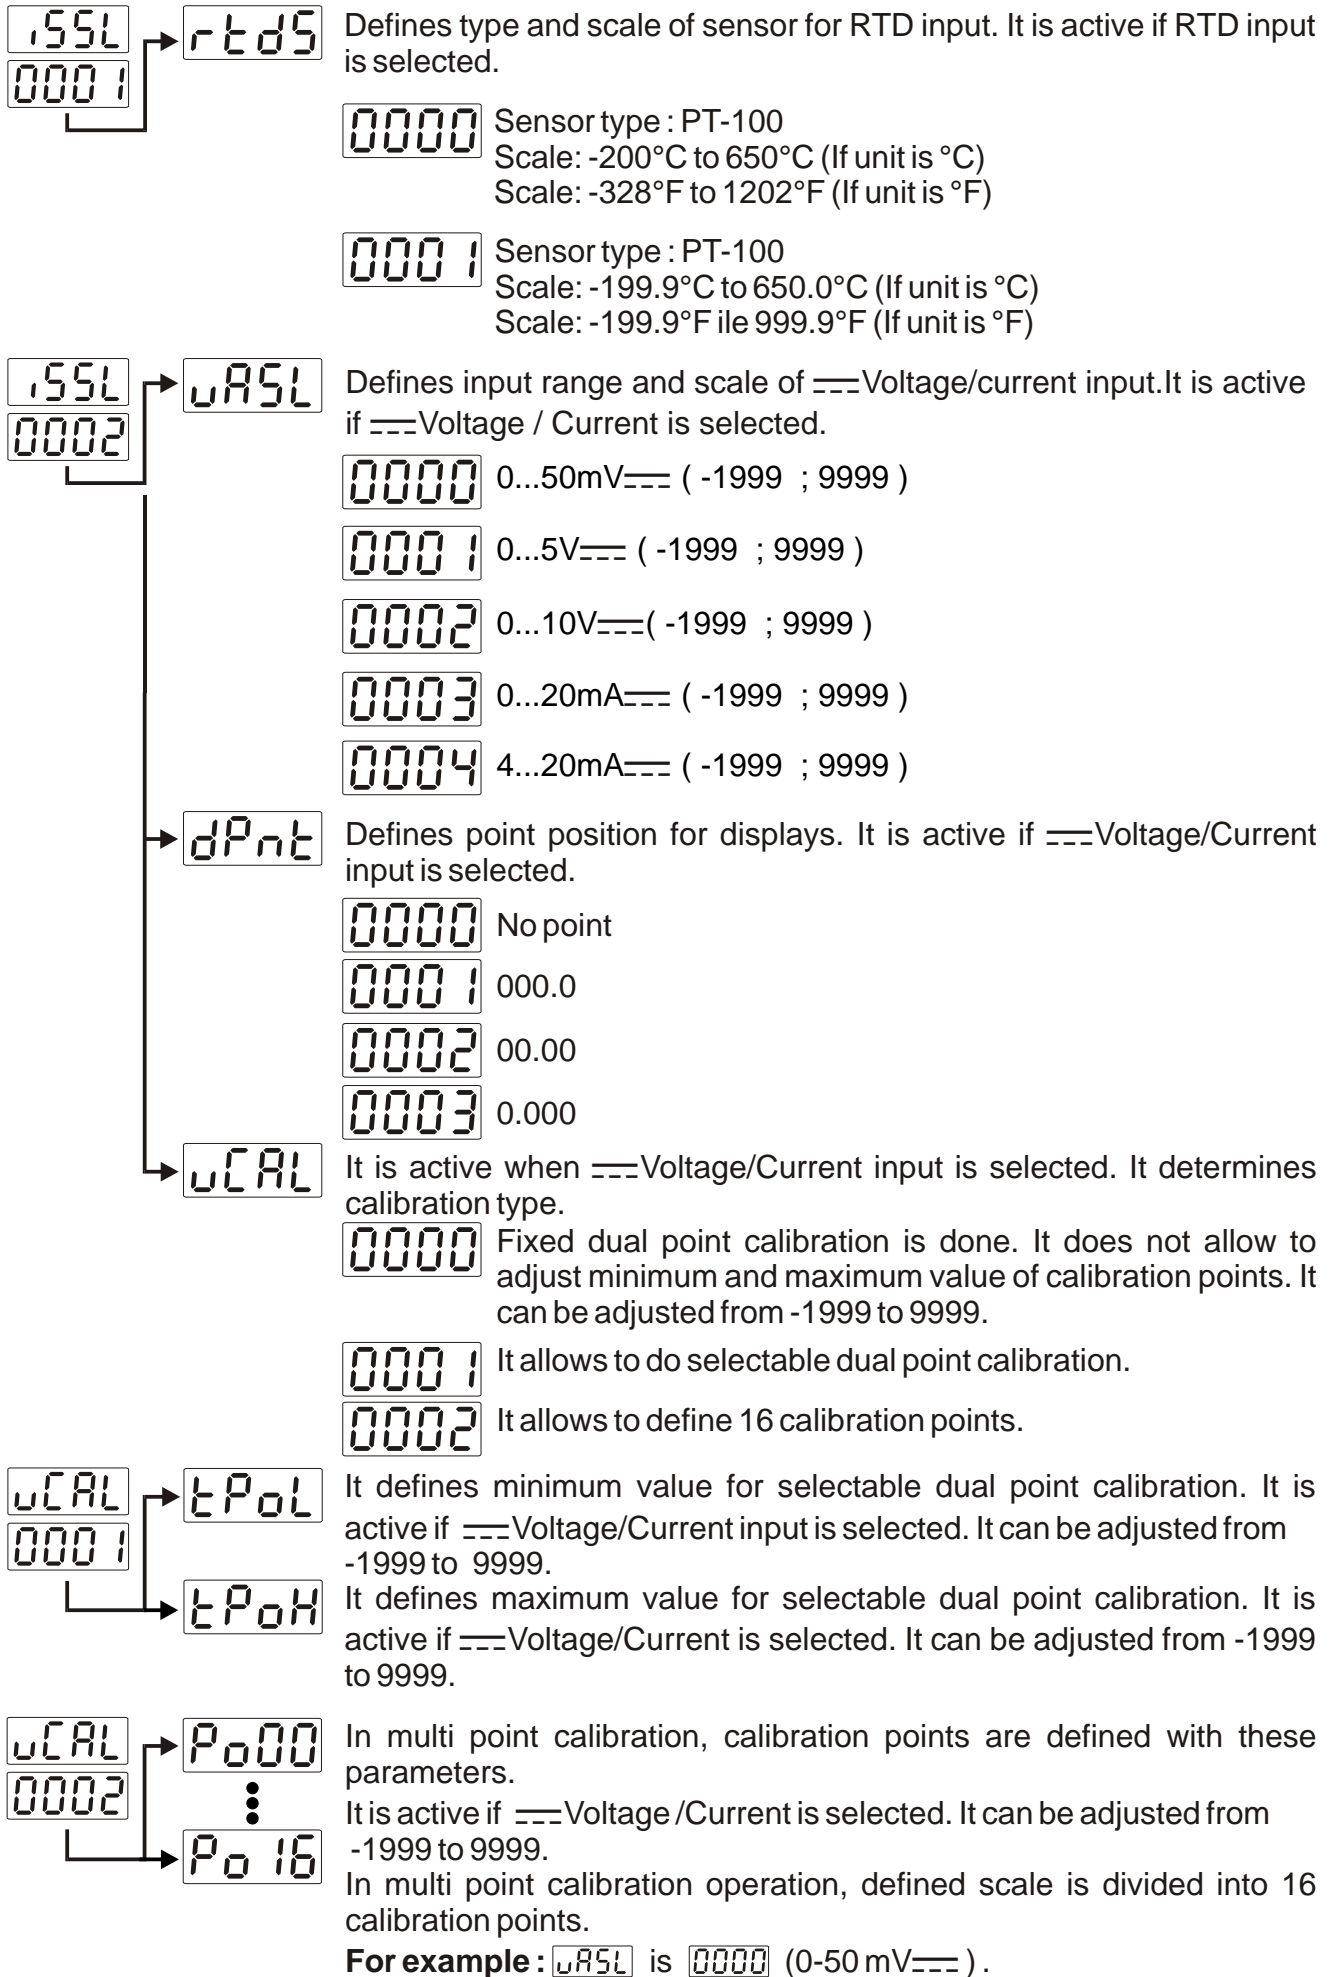 iSSL rtdS Defines type and scale of sensor for RTD input. It is active if RTD input
0001 is selected.
0000 Sensor type : PT-100
Scale: -200°C to 650°C (If unit is °C)
Scale: -328°F to 1202°F (If unit is °F)
0001 Sensor type : PT-100
Scale: -199.9°C to 650.0°C (If unit is °C)
Scale: -199.9°F ile 999.9°F (If unit is °F)
iSSL uASL Defines input range and scale of ⎓Voltage/current input.It is active
0002 if ⎓Voltage / Current is selected.
0000 0...50mV⎓ ( -1999 ; 9999 )
0001 0...5V⎓ ( -1999 ; 9999 )
0002 0...10V⎓( -1999 ; 9999 )
0003 0...20mA⎓ ( -1999 ; 9999 )
0004 4...20mA⎓ ( -1999 ; 9999 )
dPnt Defines point position for displays. It is active if ⎓Voltage/Current
input is selected.
0000 No point
0001 000.0
0002 00.00
0003 0.000
uCAL It is active when ⎓Voltage/Current input is selected. It determines
calibration type.
0000 Fixed dual point calibration is done. It does not allow to
adjust minimum and maximum value of calibration points. It
can be adjusted from -1999 to 9999.
0001 It allows to do selectable dual point calibration.
0002 It allows to define 16 calibration points.
uCAL tPoL It defines minimum value for selectable dual point calibration. It is
0001 active if ⎓Voltage/Current input is selected. It can be adjusted from
-1999 to 9999.
tPoH It defines maximum value for selectable dual point calibration. It is
active if ⎓Voltage/Current is selected. It can be adjusted from -1999
to 9999.
uCAL Po00 In multi point calibration, calibration points are defined with these
0002 parameters.
It is active if ⎓Voltage /Current is selected. It can be adjusted from
Po16 -1999 to 9999.
In multi point calibration operation, defined scale is divided into 16
calibration points.
For example : uASL is 0000 (0-50 mV⎓ ) .